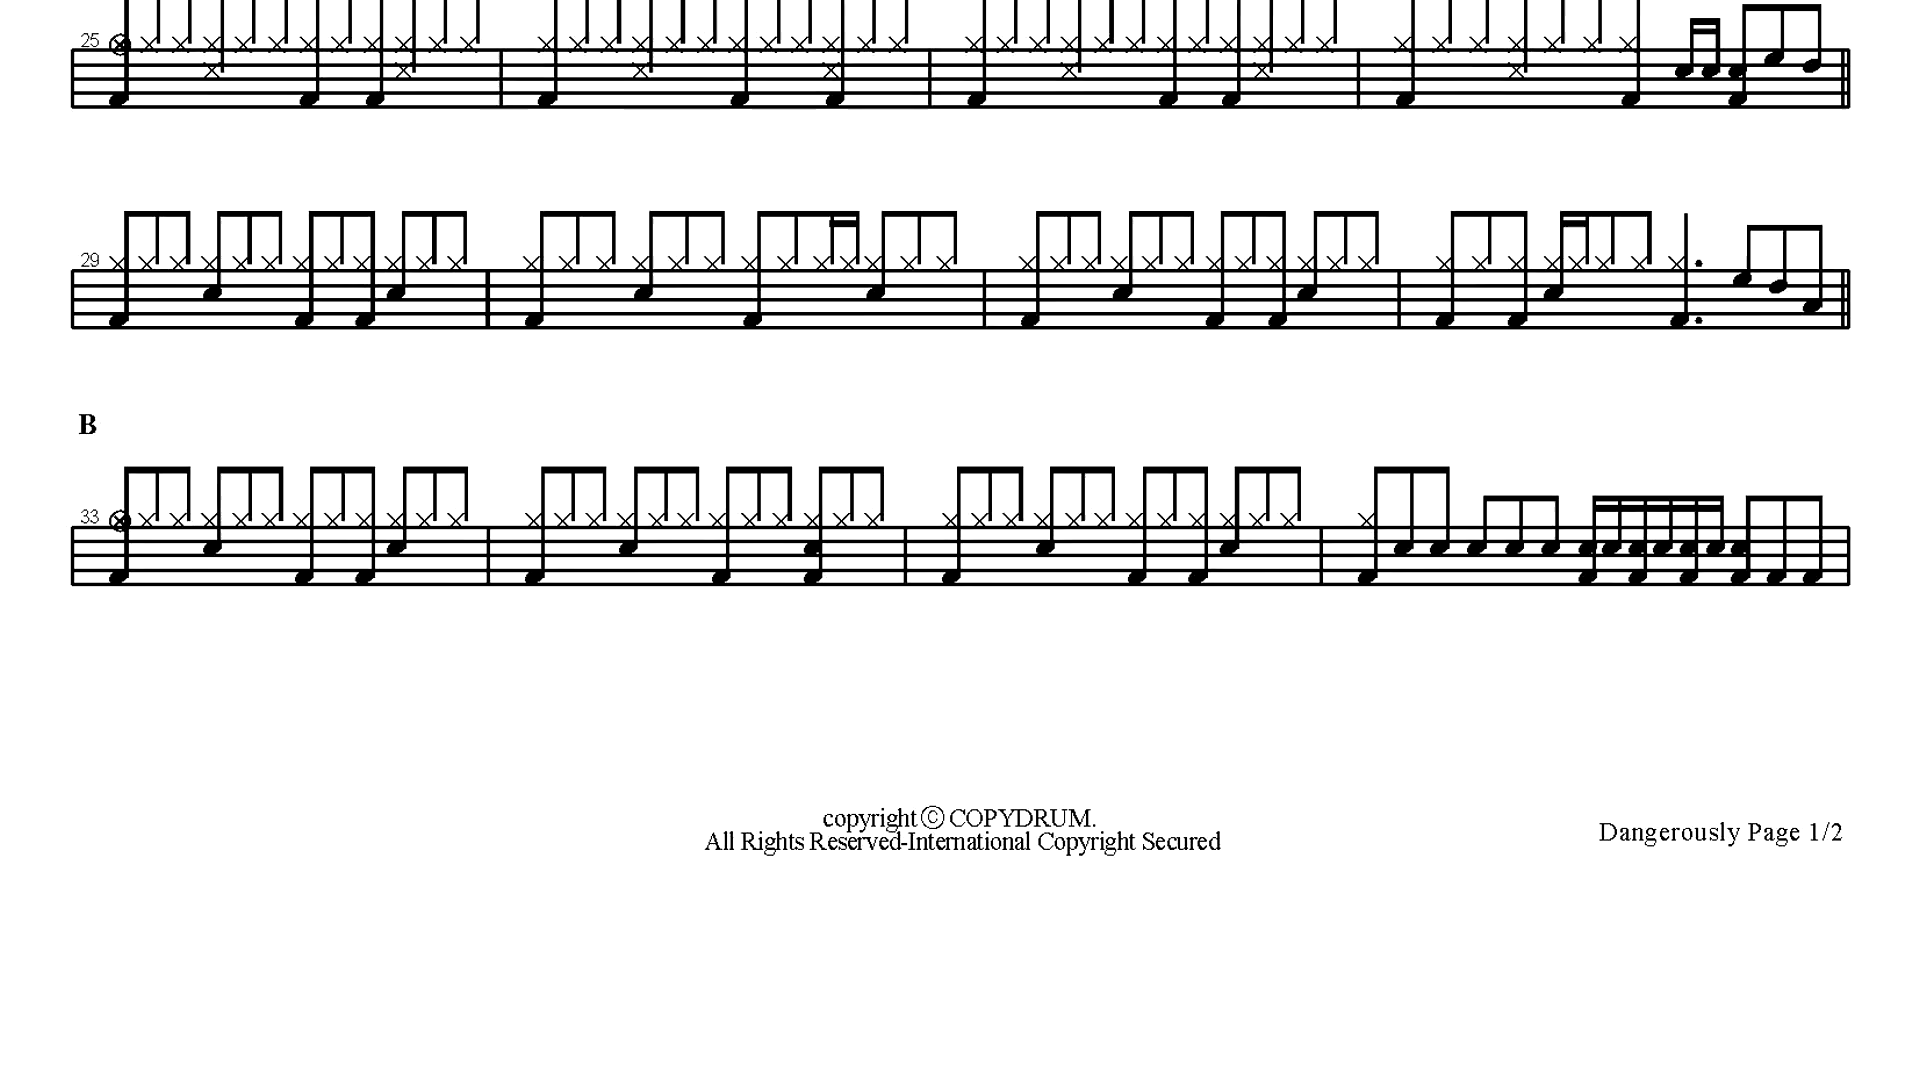 25
29
B
33
copyright ⓒ COPYDRUM.
All Rights Reserved-International Copyright Secured
Dangerously Page 1/2